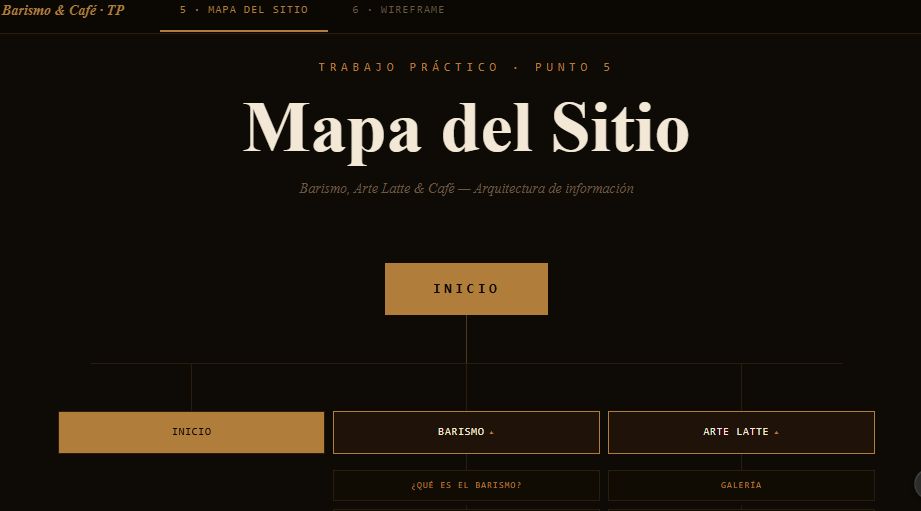 Barismo & Café · TP
5 · MAPA DEL SITIO
6 · WIREFRAME
TRABAJO PRÁCTICO · PUNTO 5
Mapa del Sitio
Barismo, Arte Latte & Café — Arquitectura de información
INICIO
INICIO
BARISMO ▴
ARTE LATTE ▴
¿QUÉ ES EL BARISMO?
GALERÍA